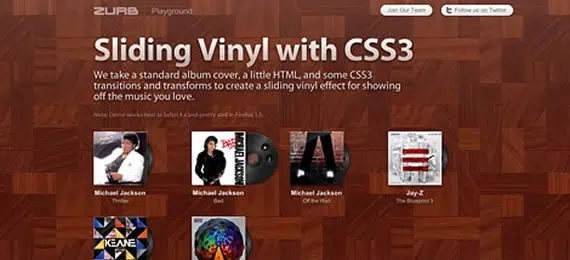 ZURB Playground
Join Our Team
Follow us on Twitter
Sliding Vinyl with CSS3
We take a standard album cover, a little HTML, and some CSS3
transitions and transforms to create a sliding vinyl effect for showing
off the music you love.
Note: Demo works best in Safari 4.x and pretty well in Firefox 3.5.
BAD
MICHAEL JACKSON
Michael Jackson
Thriller
Michael Jackson
Bad
Michael Jackson
Off the Wall
Jay-Z
The Blueprint 3
KEANE